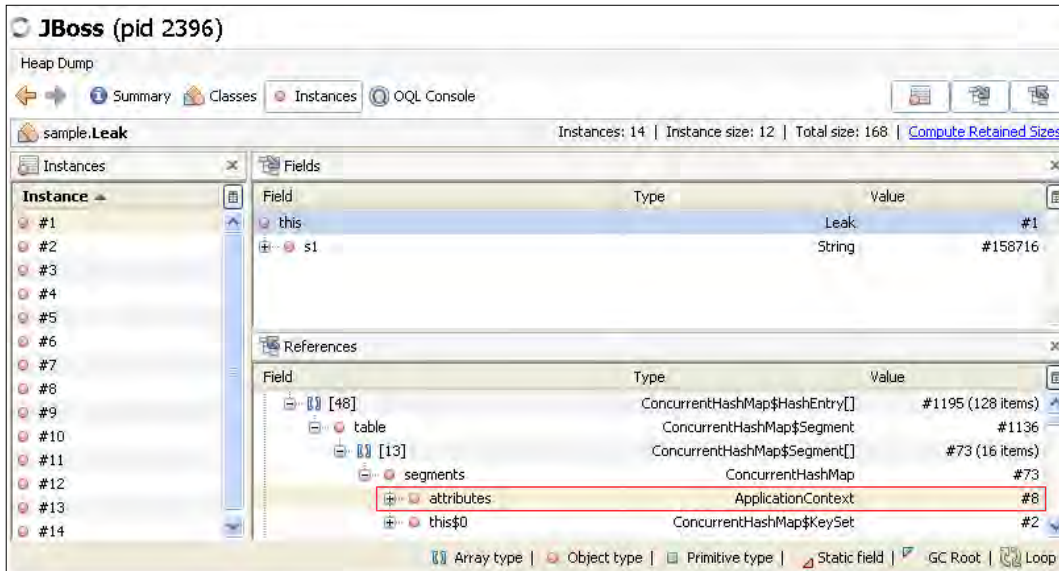 JBoss (pid 2396)
Heap Dump
Summary Classes Instances OQL Console
sample.Leak Instances: 14 | Instance size: 12 | Total size: 168 | Compute Retained Sizes
Instances
Instance
#1
#2
#3
#4
#5
#6
#7
#8
#9
#10
#11
#12
#13
#14
Fields
Field Type Value
this Leak #1
s1 String #158716
References
Field Type Value
[48] ConcurrentHashMap$HashEntry[] #1195 (128 items)
table ConcurrentHashMap$Segment #1136
[13] ConcurrentHashMap$Segment[] #73 (16 items)
segments ConcurrentHashMap #73
attributes ApplicationContext #8
this$0 ConcurrentHashMap$KeySet #2
Array type | Object type | Primitive type | Static field | GC Root | Loop